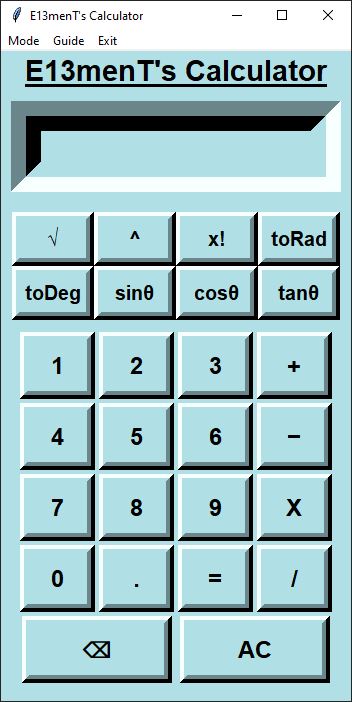 E13menT's Calculator
Mode Guide Exit
E13menT's Calculator
√ ^ x! toRad
toDeg sinθ cosθ tanθ
1 2 3 +
4 5 6 −
7 8 9 X
0 . = /
⌫ AC